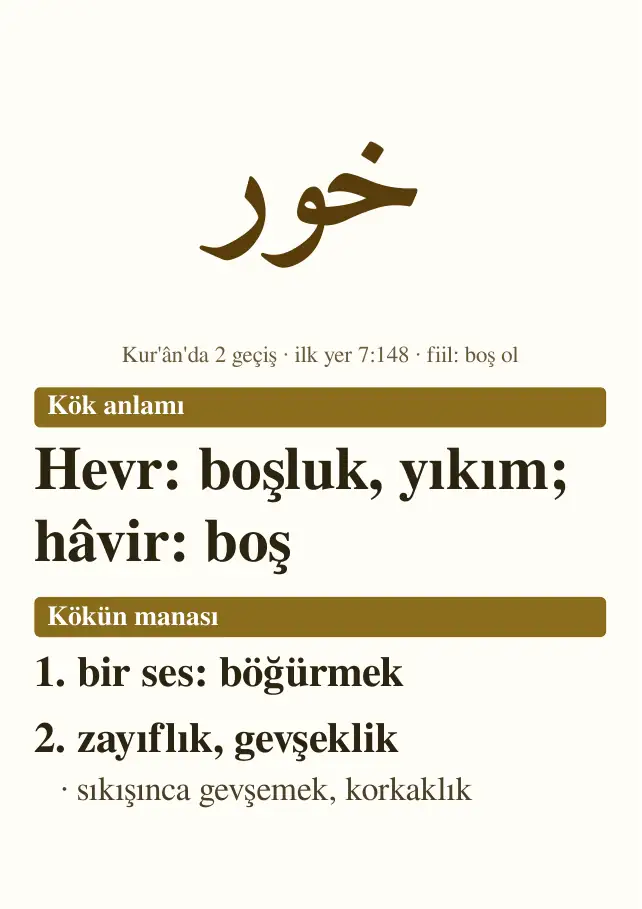 خور
Kur'ân'da 2 geçiş · ilk yer 7:148 · fiil: boş ol
Kök anlamı
Hevr: boşluk, yıkım;
hâvir: boş
Kökün manası
1. bir ses: böğürmek
2. zayıflık, gevşeklik
· sıkışınca gevşemek, korkaklık